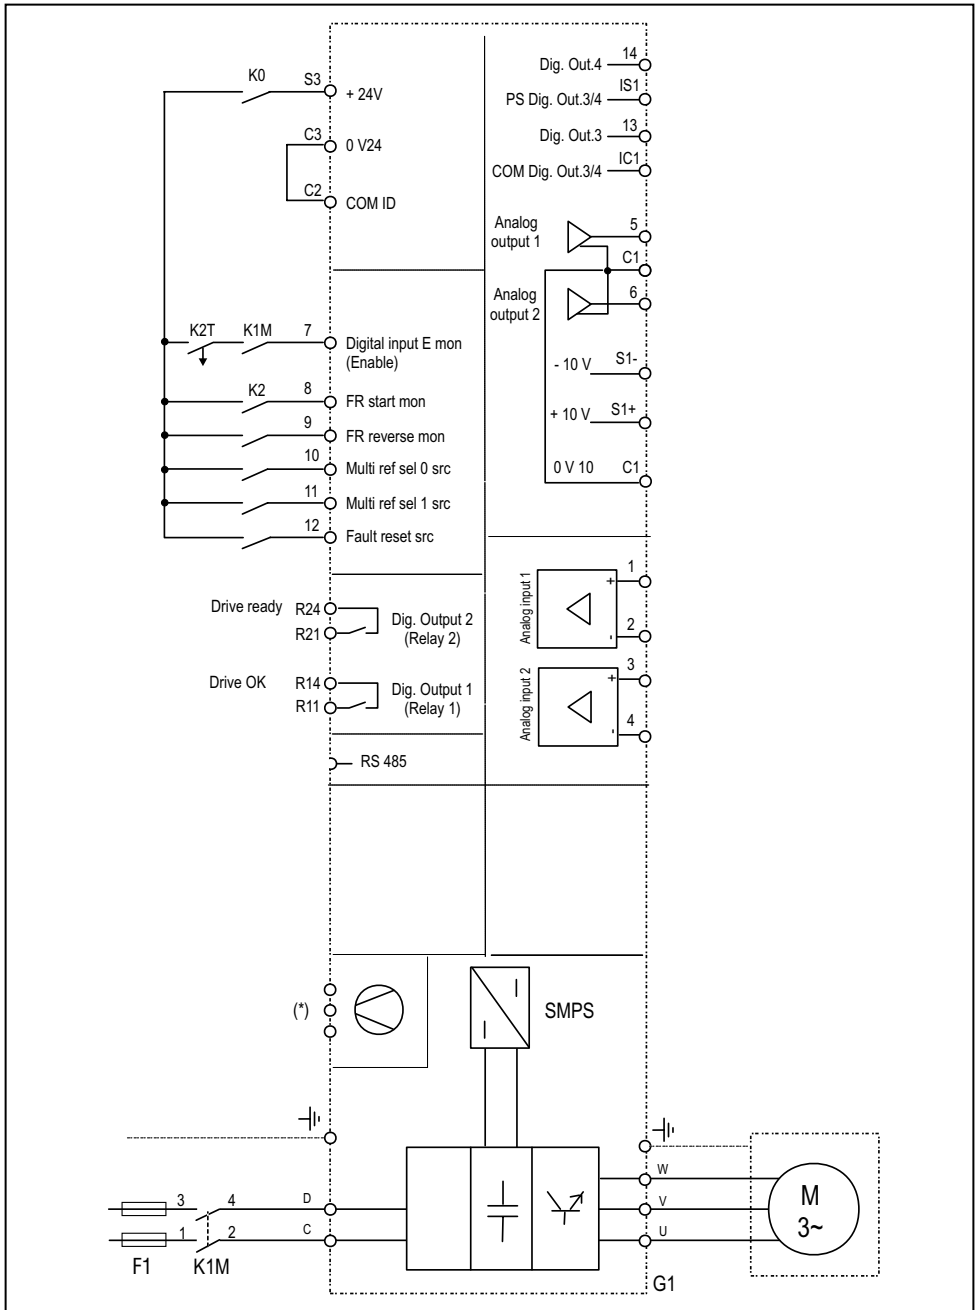 K0 S3 + 24V
C3 0 V24
C2 COM ID
K2T K1M 7 Digital input E mon
(Enable)
K2 8 FR start mon
9 FR reverse mon
10 Multi ref sel 0 src
11 Multi ref sel 1 src
12 Fault reset src
Drive ready R24
R21
Dig. Output 2
(Relay 2)
Drive OK R14
R11
Dig. Output 1
(Relay 1)
RS 485
Dig. Out.4 14
PS Dig. Out.3/4 IS1
Dig. Out.3 13
COM Dig. Out.3/4 IC1
Analog
output 1
5
C1
Analog
output 2
6
- 10 V S1-
+ 10 V S1+
0 V 10 C1
Analog input 1
+ 1
- 2
Analog input 2
+ 3
- 4
(*)
SMPS
3 4 D
1 2 C
F1 K1M
W
V
U
M
3~
G1